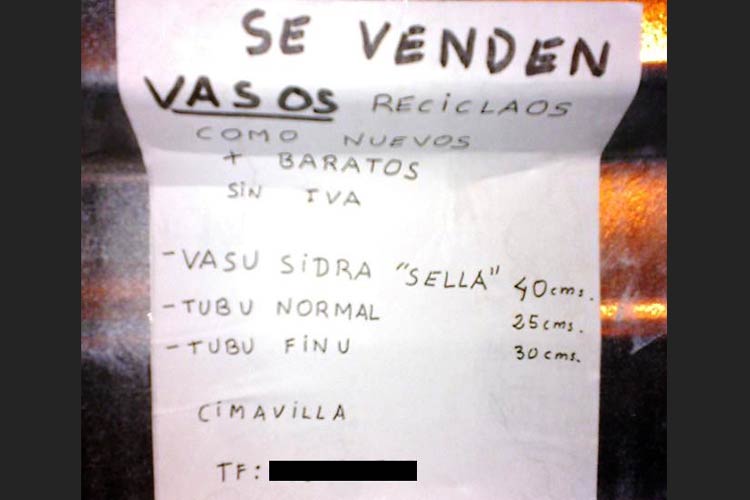 SE VENDEN
VASOS RECICLAOS
COMO NUEVOS
+ BARATOS
SIN IVA
- VASU SIDRA "SELLA" 40cms.
- TUBU NORMAL 25cms.
- TUBU FINU 30cms.
CIMAVILLA
TF: